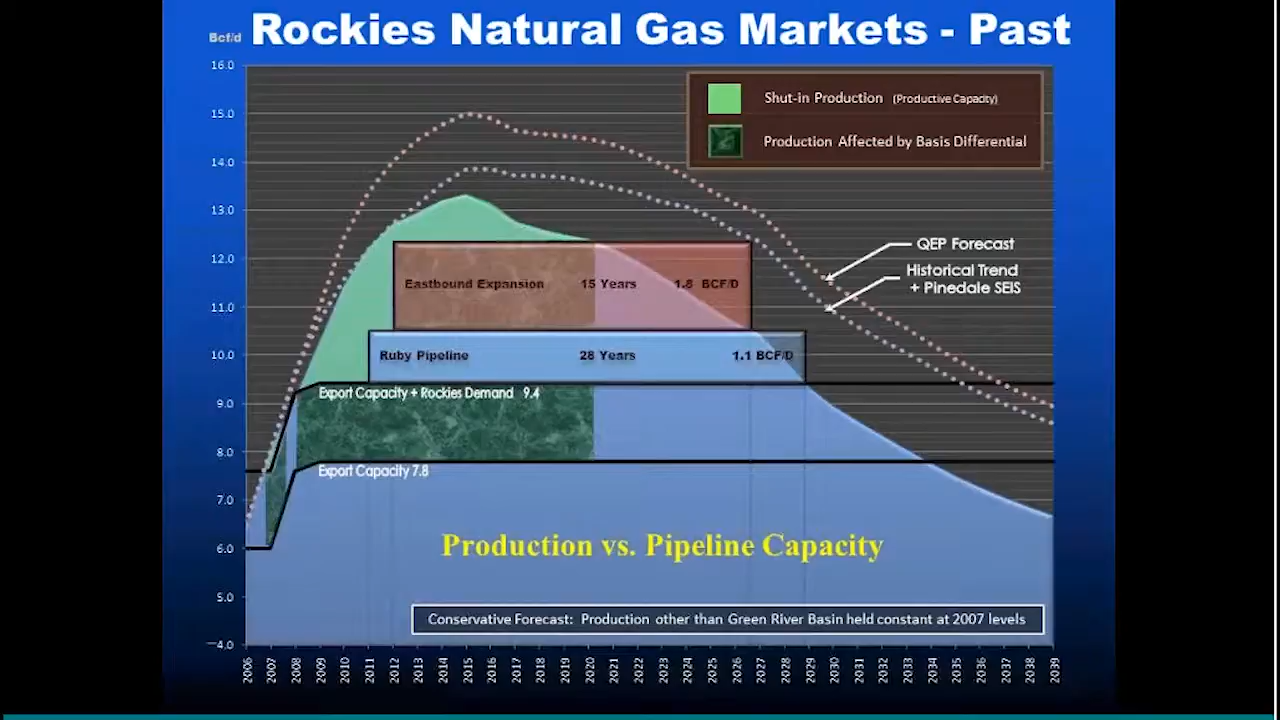 Bcf/d Rockies Natural Gas Markets - Past
16.0
15.0
14.0
13.0
12.0
11.0
10.0
9.0
8.0
7.0
6.0
5.0
4.0
Shut-in Production (Productive Capacity)
Production Affected by Basis Differential
QEP Forecast
Historical Trend
+ Pinedale SEIS
Eastbound Expansion 15 Years 1.8 BCF/D
Ruby Pipeline 28 Years 1.1 BCF/D
Export Capacity + Rockies Demand 9.4
Export Capacity 7.8
Production vs. Pipeline Capacity
Conservative Forecast: Production other than Green River Basin held constant at 2007 levels
2006 2007 2008 2009 2010 2011 2012 2013 2014 2015 2016 2017 2018 2019 2020 2021 2022 2023 2024 2025 2026 2027 2028 2029 2030 2031 2032 2033 2034 2035 2036 2037 2038 2039